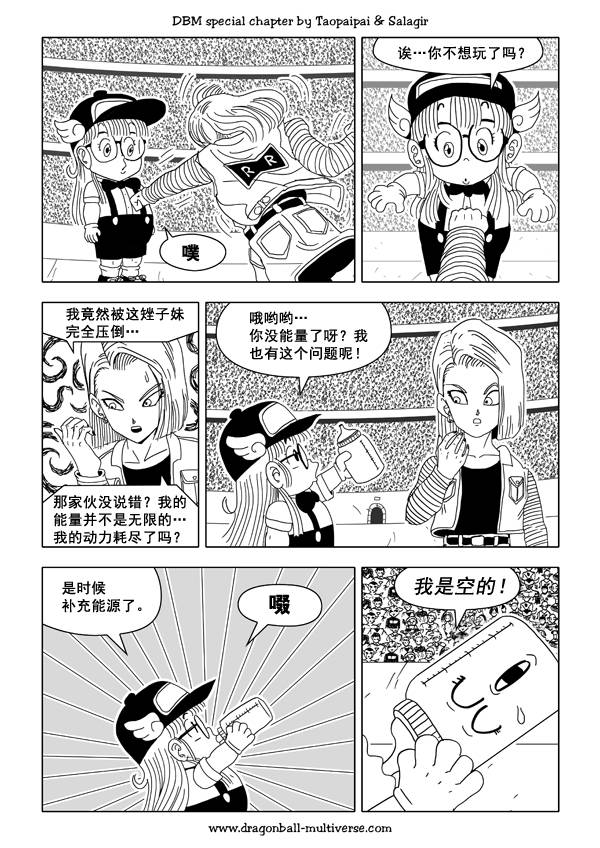 DBM special chapter by Taopaipai & Salagir
RR
噗
诶…你不想玩了吗？
我竟然被这矬子妹
完全压倒…
那家伙没说错？我的
能量并不是无限的…
我的动力耗尽了吗？
哦哟哟…
你没能量了呀？我
也有这个问题呢！
是时候
补充能源了。
啜
我是空的！
www.dragonball-multiverse.com